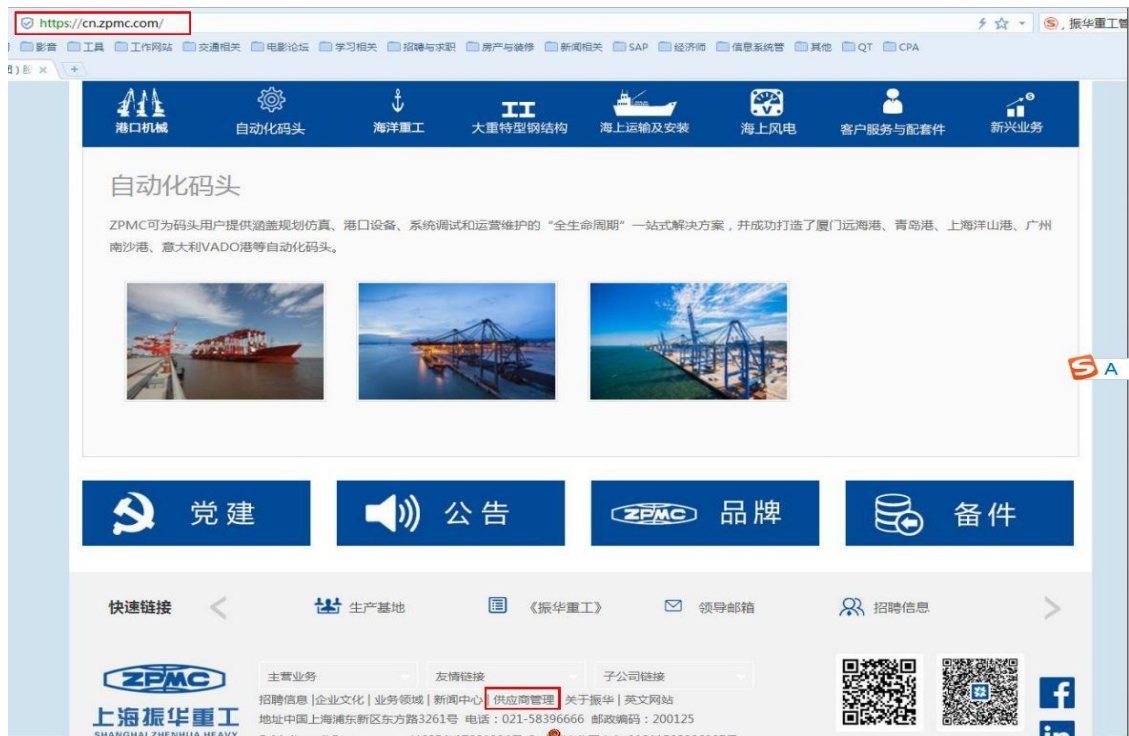 https://cn.zpmc.com/
S, 振华重工管
影音 工具 工作网站 交通相关 电影论坛 学习相关 招聘与求职 房产与装修 新闻相关 SAP 经济师 信息系统管 其他 QT CPA
港口机械 自动化码头 海洋重工 大重特型钢结构 海上运输及安装 海上风电 客户服务与配套件 新兴业务
自动化码头
ZPMC可为码头用户提供涵盖规划仿真、港口设备、系统调试和运营维护的“全生命周期”一站式解决方案，并成功打造了厦门远海港、青岛港、上海洋山港、广州
南沙港、意大利VADO港等自动化码头。
S A
党建 公告 ZPMC 品牌 备件
快速链接 生产基地 《振华重工》 领导邮箱 招聘信息
ZPMC
主营业务 友情链接 子公司链接
招聘信息 |企业文化 | 业务领域 | 新闻中心 | 供应商管理 | 关于振华 | 英文网站
上海振华重工
地址中国上海浦东新区东方路3261号 电话：021-58396666 邮政编码：200125
SHANGHAI ZHENHUA HEAVY
f
in